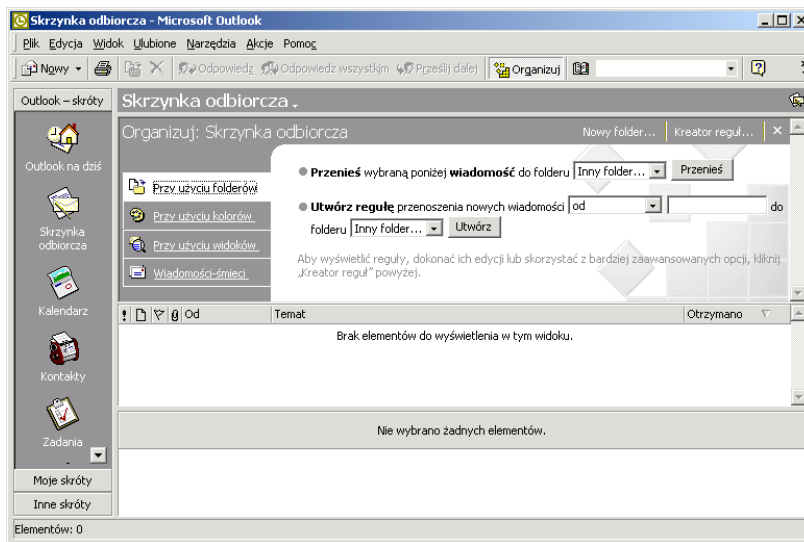 Skrzynka odbiorcza - Microsoft Outlook
Plik Edycja Widok Ulubione Narzędzia Akcje Pomoc
Nowy Odpowiedz Odpowiedz wszystkim Prześlij dalej Organizuj
Outlook – skróty
Skrzynka odbiorcza
Organizuj: Skrzynka odbiorcza Nowy folder... Kreator reguł...
Outlook na dziś
Skrzynka odbiorcza
Kalendarz
Kontakty
Zadania
Moje skróty
Inne skróty
Przy użyciu folderów
Przy użyciu kolorów
Przy użyciu widoków
Wiadomości-śmieci
Przenieś wybraną poniżej wiadomość do folderu Inny folder... Przenieś
Utwórz regułę przenoszenia nowych wiadomości od do
folderu Inny folder... Utwórz
Aby wyświetlić reguły, dokonać ich edycji lub skorzystać z bardziej zaawansowanych opcji, kliknij
„Kreator reguł” powyżej.
! Od Temat Otrzymano
Brak elementów do wyświetlenia w tym widoku.
Nie wybrano żadnych elementów.
Elementów: 0